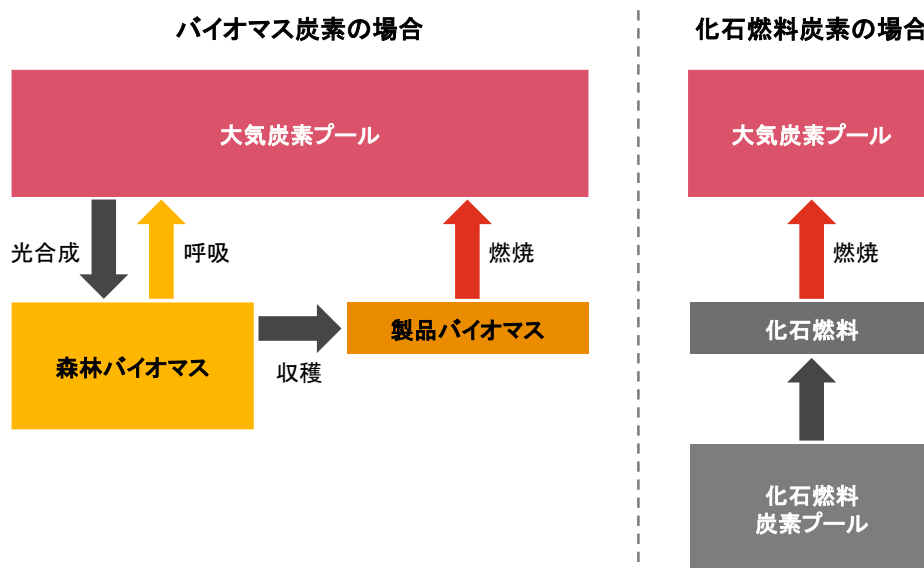 バイオマス炭素の場合
大気炭素プール
光合成
呼吸
燃焼
森林バイオマス
収穫
製品バイオマス
化石燃料炭素の場合
大気炭素プール
燃焼
化石燃料
化石燃料
炭素プール